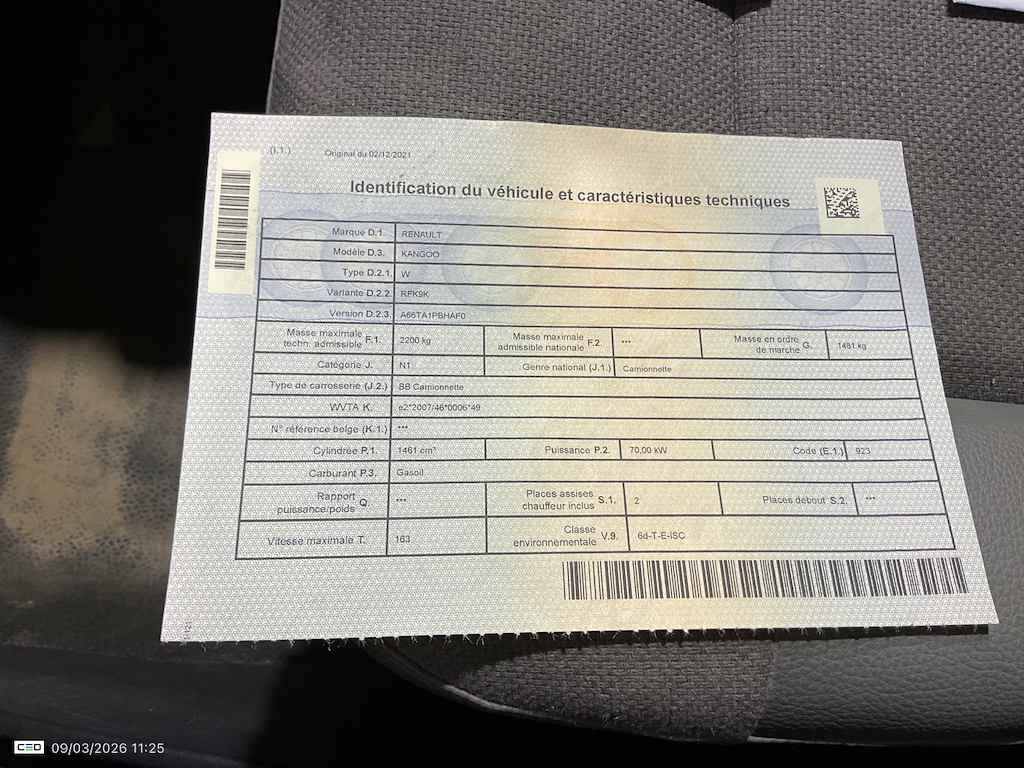 (I.1.) Original du 02/12/2021
Identification du véhicule et caractéristiques techniques
Marque D.1. RENAULT
Modèle D.3. KANGOO
Type D.2.1. W
Variante D.2.2. RFK9K
Version D.2.3. A66TA1PBHAF0
Masse maximale techn. admissible F.1. 2200 kg Masse maximale admissible nationale F.2. *** Masse en ordre de marche G. 1481 kg
Catégorie J. N1 Genre national (J.1.) Camionnette
Type de carrosserie (J.2.) BB Camionnette
WVTA K. e2*2007/46*0006*49
N° référence belge (K.1.) ***
Cylindrée P.1. 1461 cm³ Puissance P.2. 70,00 kW Code (E.1.) 923
Carburant P.3. Gasoil
Rapport puissance/poids Q. *** Places assises chauffeur inclus S.1. 2 Places debout S.2. ***
Vitesse maximale T. 163 Classe environnementale V.9. 6d-T-E-ISC
CEO 09/03/2026 11:25